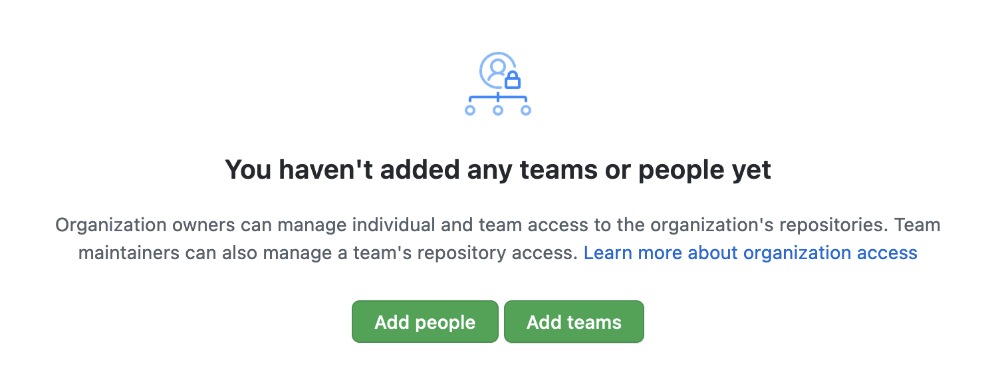 You haven't added any teams or people yet
Organization owners can manage individual and team access to the organization's repositories. Team
maintainers can also manage a team's repository access. Learn more about organization access
Add people
Add teams